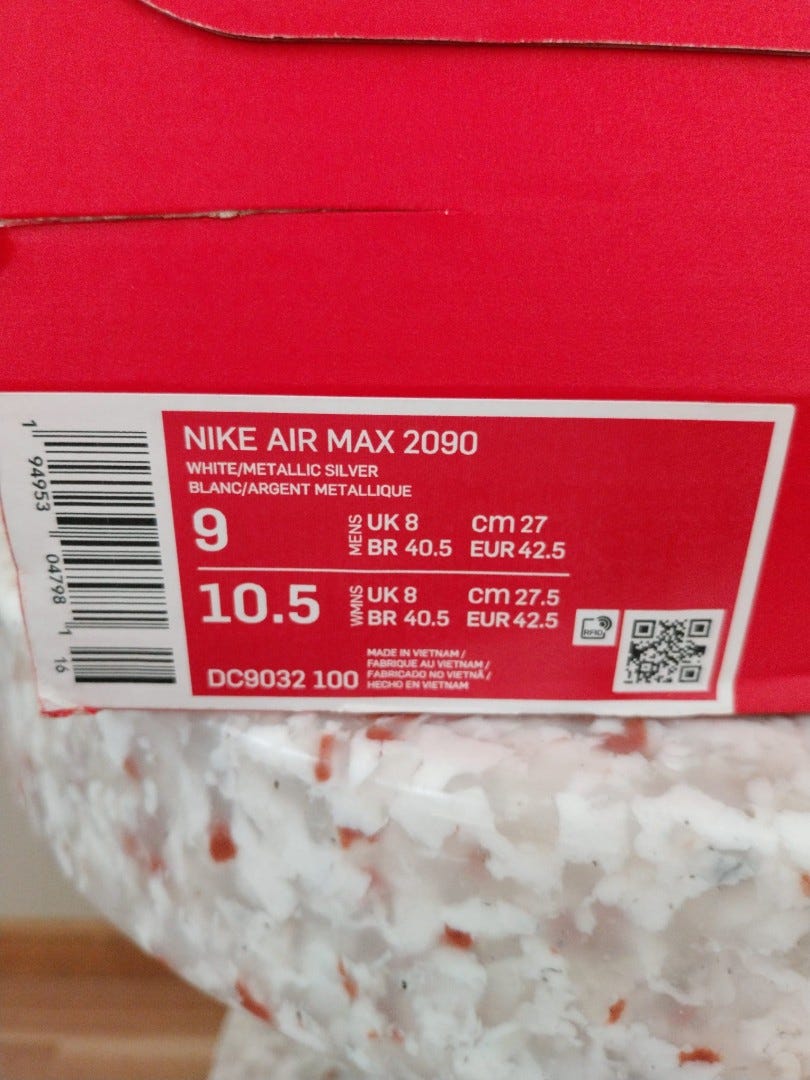 NIKE AIR MAX 2090
WHITE/METALLIC SILVER
BLANC/ARGENT METALLIQUE
9 MENS UK 8 cm 27
BR 40.5 EUR 42.5
10.5 WMNS UK 8 cm 27.5
BR 40.5 EUR 42.5
RFID
DC9032 100
MADE IN VIETNAM /
FABRIQUE AU VIETNAM /
FABRICADO NO VIETNÃ /
HECHO EN VIETNAM
1 94953 04798 1
16